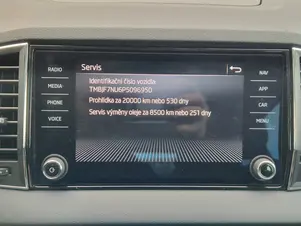 Servis
Identifikační číslo vozidla
TMBJF7NU6P5096950
Prohlídka za 20000 km nebo 530 dny
Servis výměny oleje za 8500 km nebo 251 dny
RADIO
MEDIA
PHONE
VOICE
NAV
APP
CAR
MENU